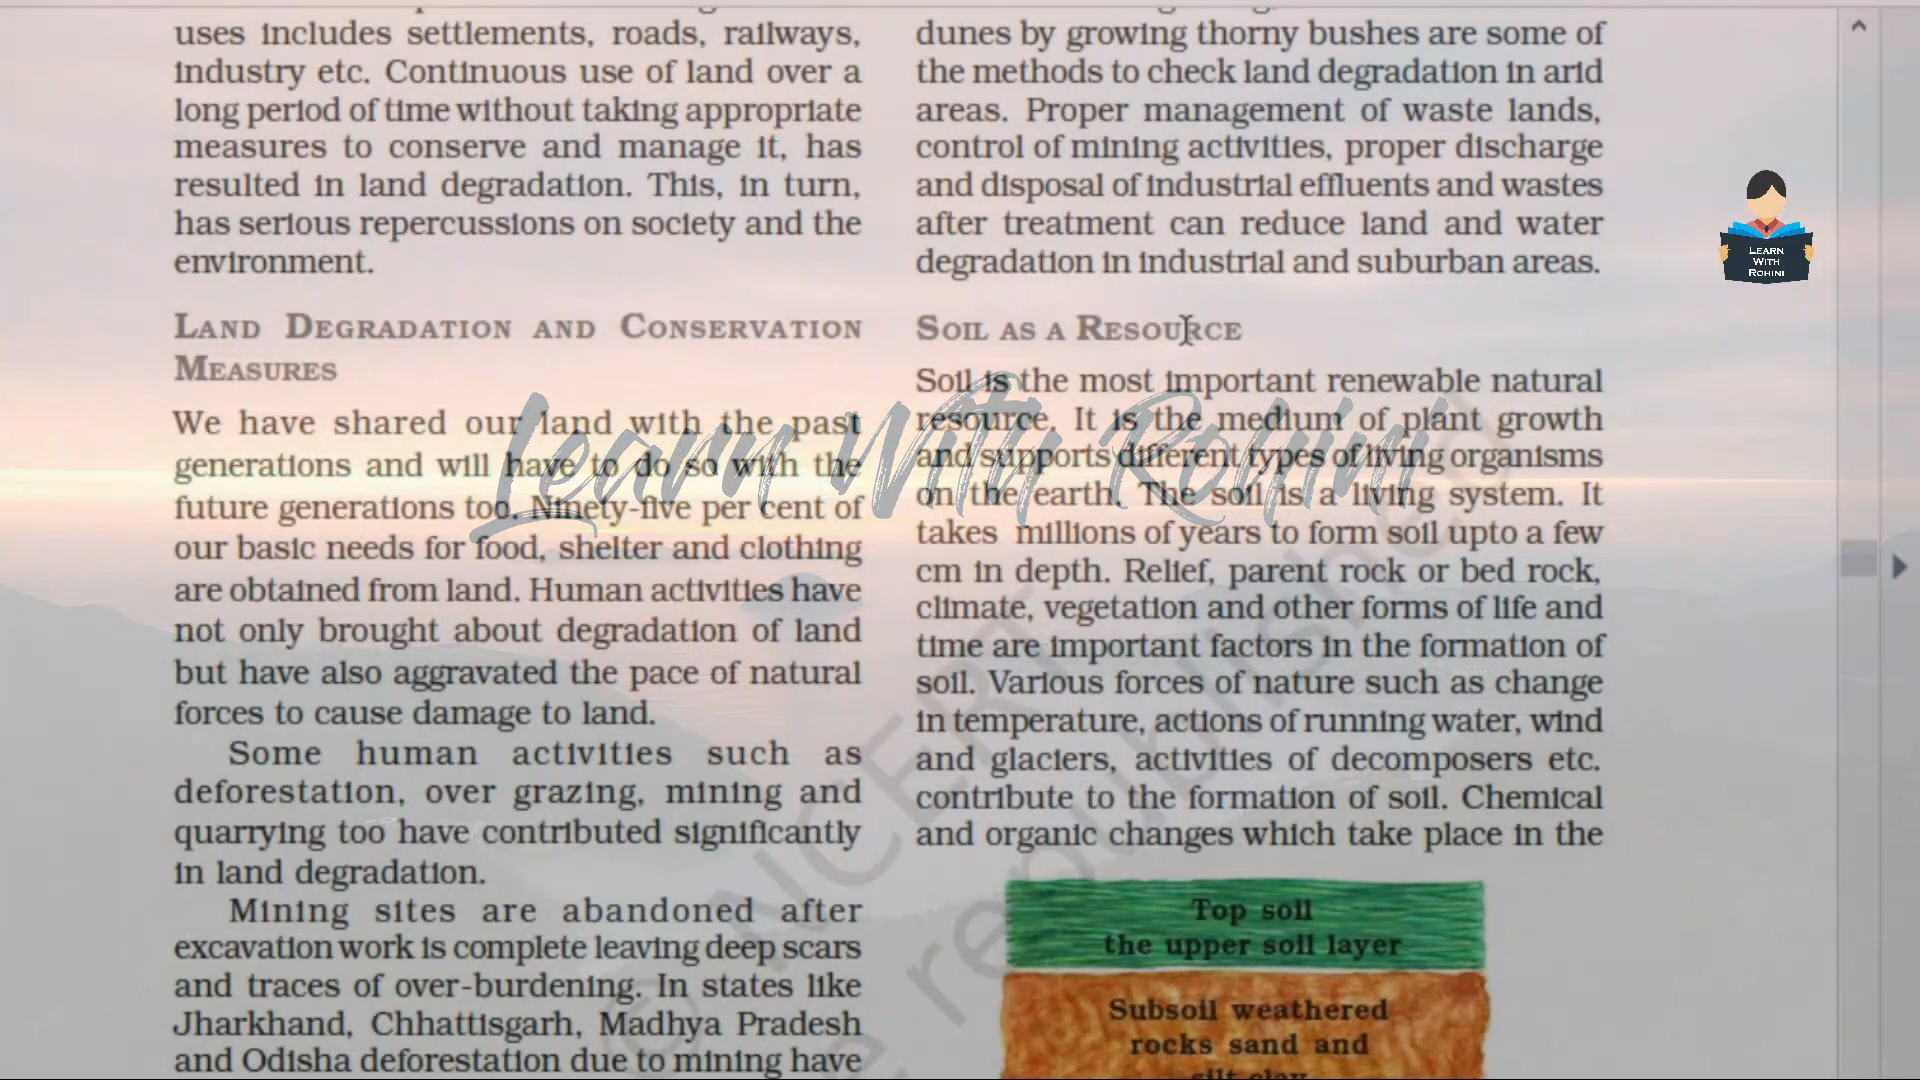 uses includes settlements, roads, railways,
industry etc. Continuous use of land over a
long period of time without taking appropriate
measures to conserve and manage it, has
resulted in land degradation. This, in turn,
has serious repercussions on society and the
environment.
LAND DEGRADATION AND CONSERVATION
MEASURES
We have shared our land with the past
generations and will have to do so with the
future generations too. Ninety-five per cent of
our basic needs for food, shelter and clothing
are obtained from land. Human activities have
not only brought about degradation of land
but have also aggravated the pace of natural
forces to cause damage to land.
Some human activities such as
deforestation, over grazing, mining and
quarrying too have contributed significantly
in land degradation.
Mining sites are abandoned after
excavation work is complete leaving deep scars
and traces of over-burdening. In states like
Jharkhand, Chhattisgarh, Madhya Pradesh
and Odisha deforestation due to mining have
dunes by growing thorny bushes are some of
the methods to check land degradation in arid
areas. Proper management of waste lands,
control of mining activities, proper discharge
and disposal of industrial effluents and wastes
after treatment can reduce land and water
degradation in industrial and suburban areas.
SOIL AS A RESOURCE
Soil is the most important renewable natural
resource. It is the medium of plant growth
and supports different types of living organisms
on the earth. The soil is a living system. It
takes millions of years to form soil upto a few
cm in depth. Relief, parent rock or bed rock,
climate, vegetation and other forms of life and
time are important factors in the formation of
soil. Various forces of nature such as change
in temperature, actions of running water, wind
and glaciers, activities of decomposers etc.
contribute to the formation of soil. Chemical
and organic changes which take place in the
Top soil
the upper soil layer
Subsoil weathered
rocks sand and
silt clay
Learn With Rohini
LEARN
WITH
ROHINI
© NCERT
republished